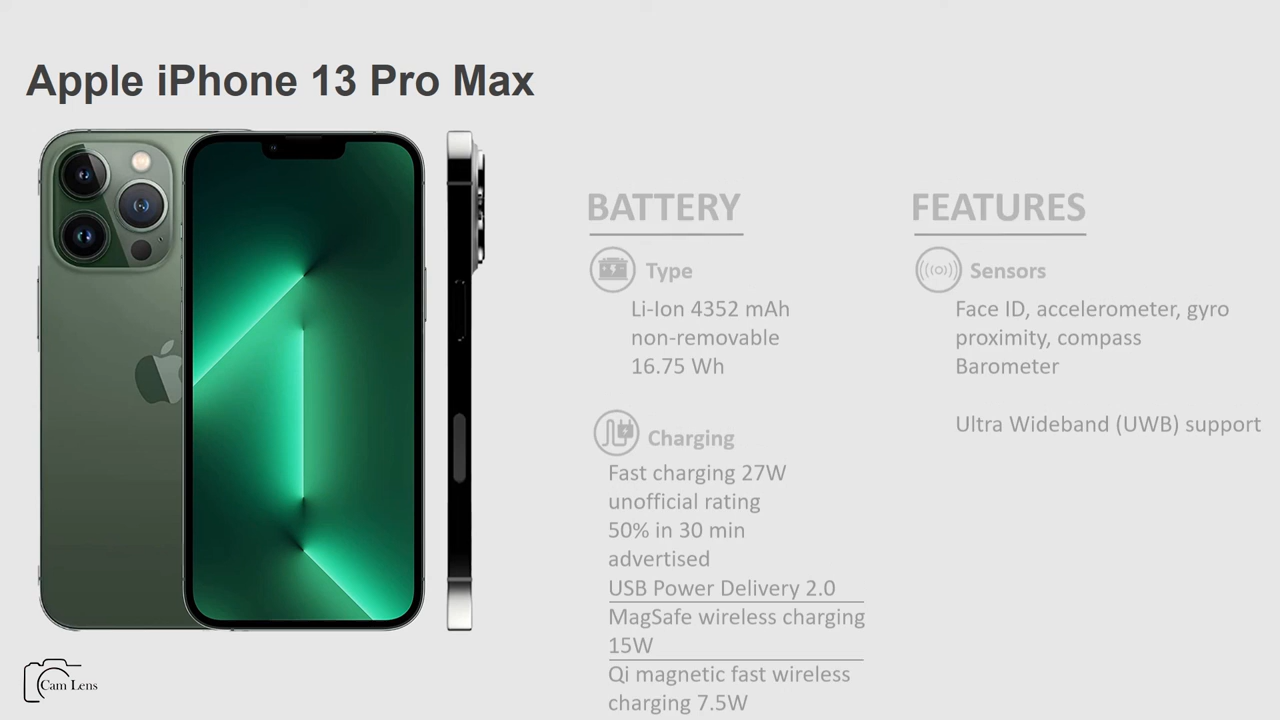 Apple iPhone 13 Pro Max
BATTERY
Type
Li-Ion 4352 mAh
non-removable
16.75 Wh
Charging
Fast charging 27W
unofficial rating
50% in 30 min
advertised
USB Power Delivery 2.0
MagSafe wireless charging
15W
Qi magnetic fast wireless
charging 7.5W
FEATURES
Sensors
Face ID, accelerometer, gyro
proximity, compass
Barometer
Ultra Wideband (UWB) support
Cam Lens